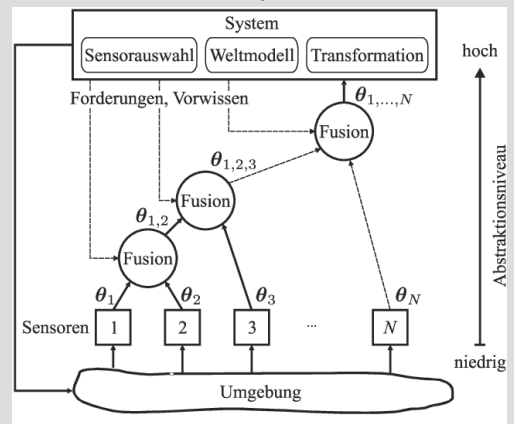 System
Sensorauswahl Weltmodell Transformation
hoch
Forderungen, Vorwissen
θ1,...,N
Fusion
θ1,2,3
Fusion
θ1,2
Fusion
Abstraktionsniveau
θ1 θ2 θ3 θN
Sensoren 1 2 3 ... N
niedrig
Umgebung